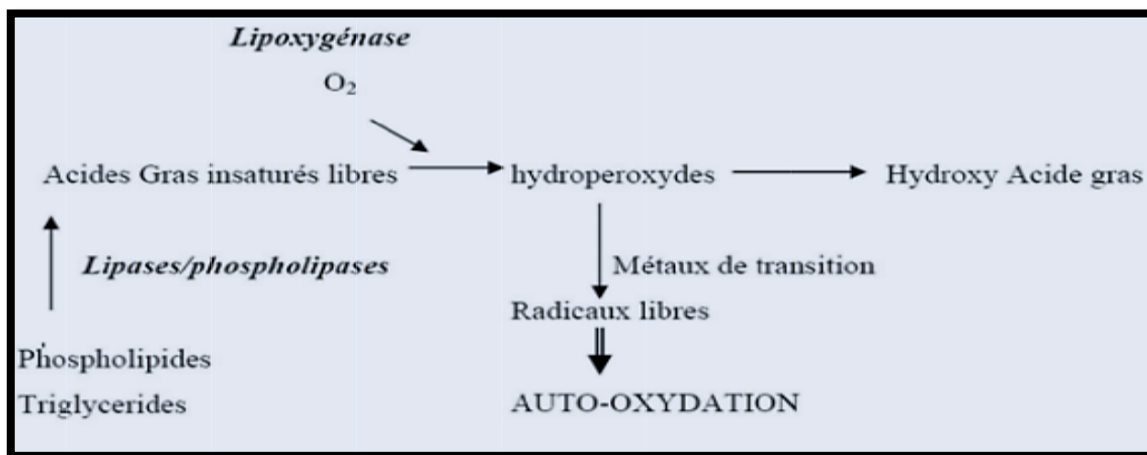 Lipoxygénase
O₂
Acides Gras insaturés libres hydroperoxydes Hydroxy Acide gras
Lipases/phospholipases Métaux de transition
Radicaux libres
Phospholipides
Triglycerides AUTO-OXYDATION